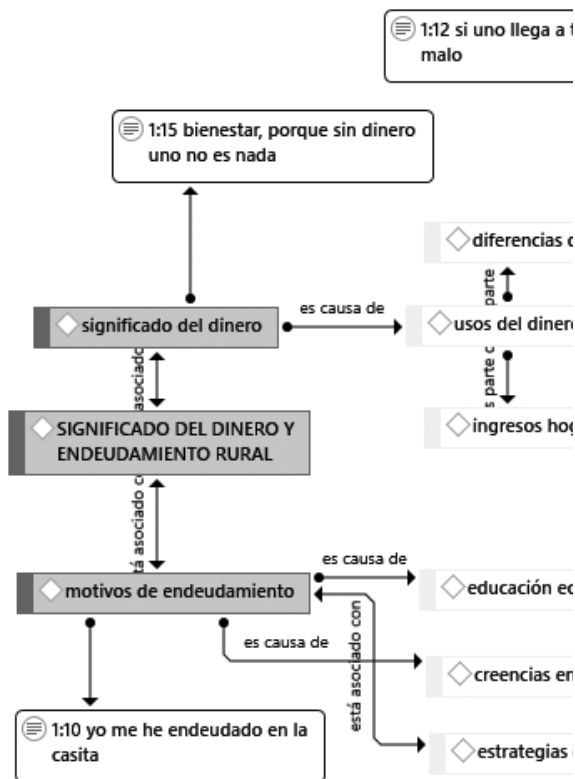 1:12 si uno llega a
malo
1:15 bienestar, porque sin dinero
uno no es nada
diferencias
parte
significado del dinero
es causa de
usos del dinero
asociado
parte
SIGNIFICADO DEL DINERO Y
ENDEUDAMIENTO RURAL
ingresos
asociado
es causa de
motivos de endeudamiento
educación
está asociado con
es causa de
creencias
1:10 yo me he endeudado en la
casita
estrategias